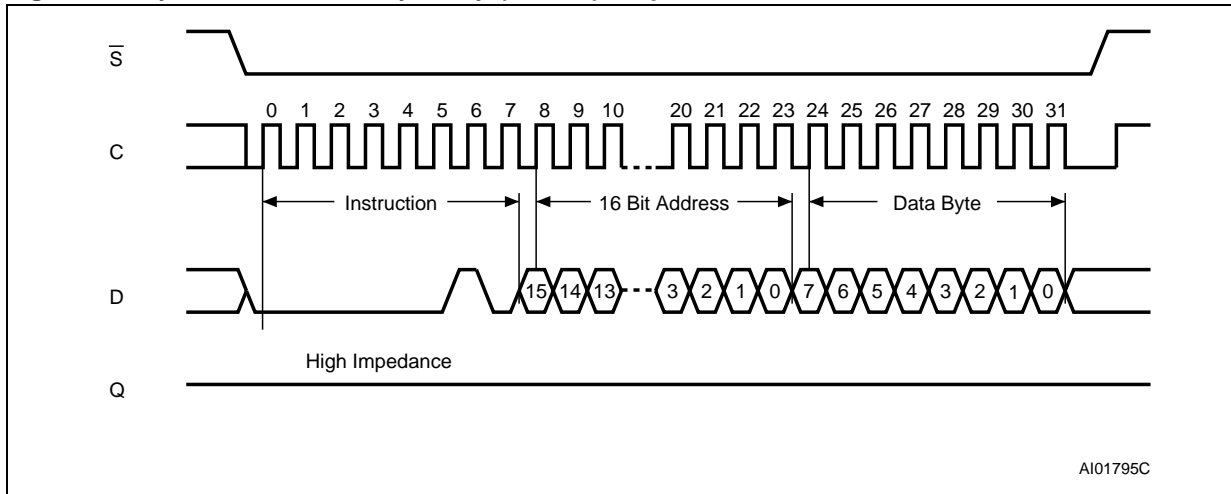 S
0 1 2 3 4 5 6 7 8 9 10 20 21 22 23 24 25 26 27 28 29 30 31
C
Instruction 16 Bit Address Data Byte
D
15 14 13 3 2 1 0 7 6 5 4 3 2 1 0
High Impedance
Q
AI01795C